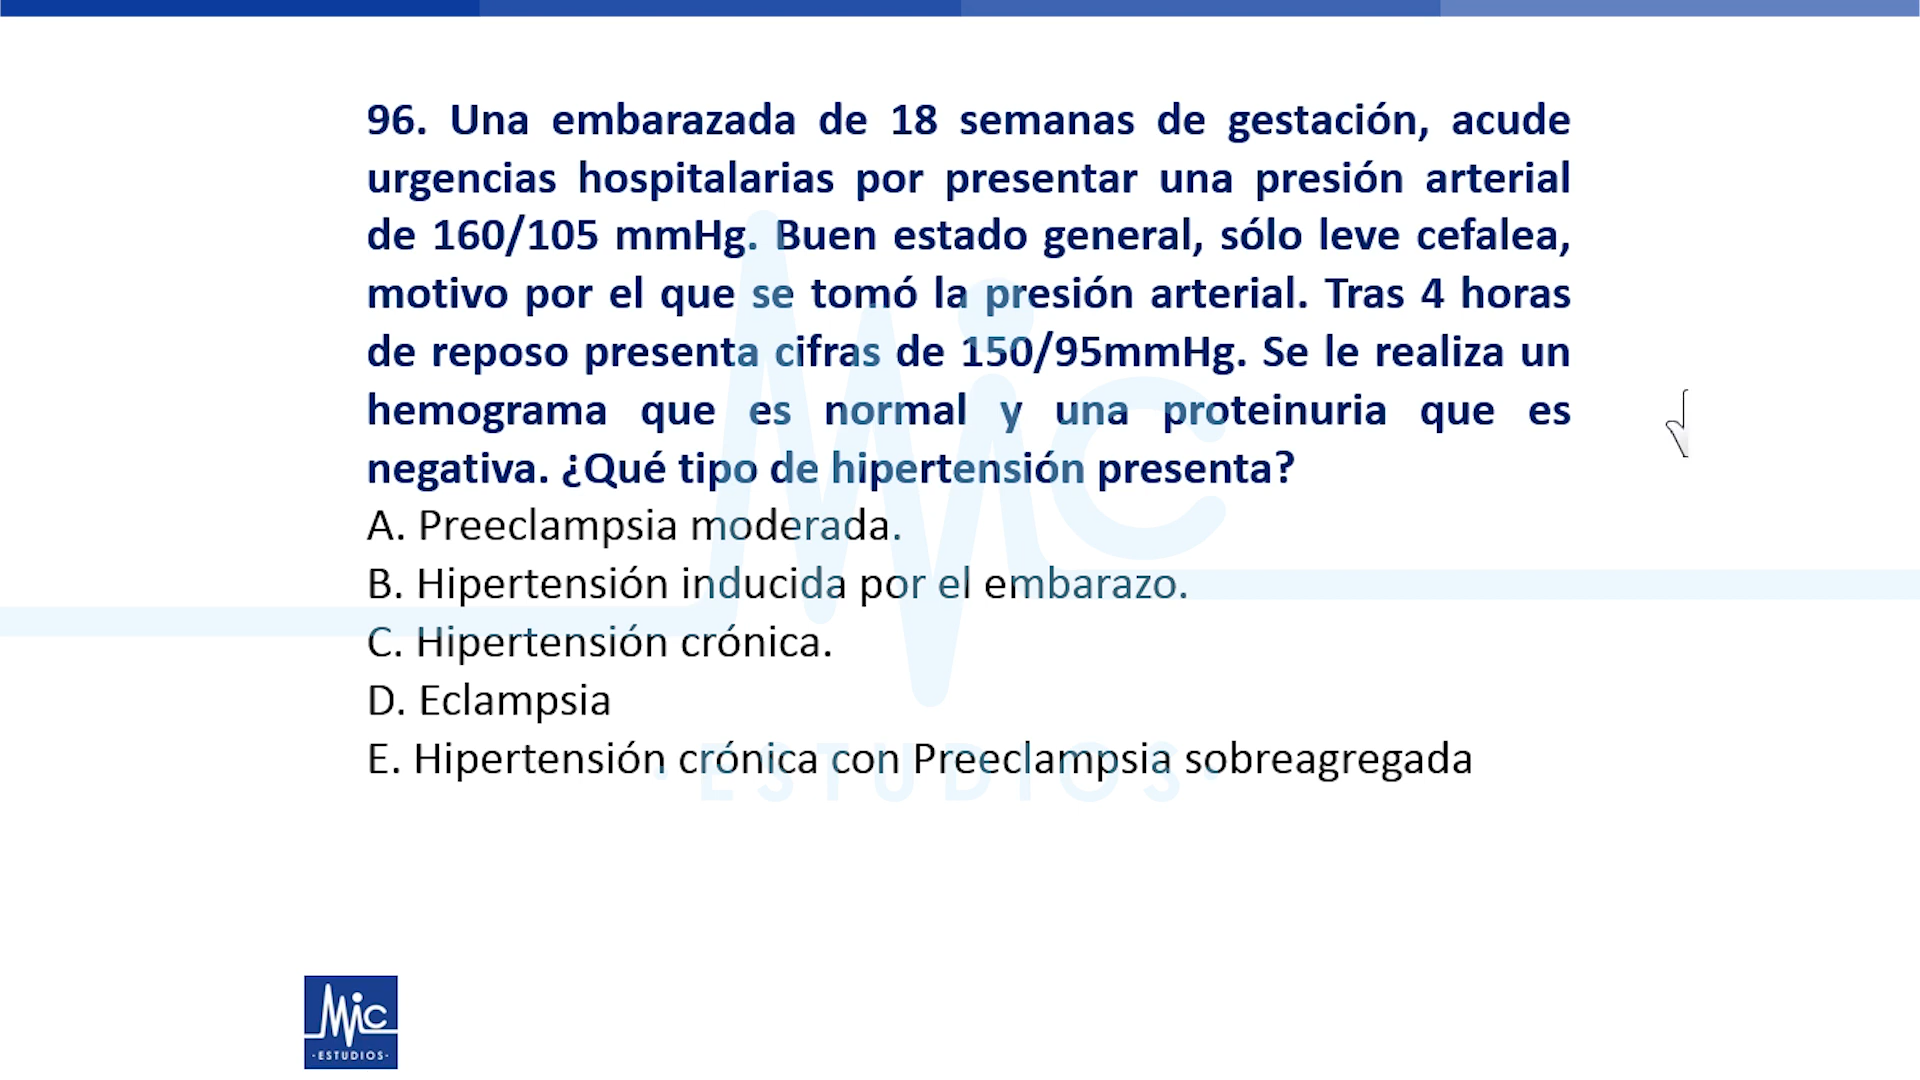 96. Una embarazada de 18 semanas de gestación, acude
urgencias hospitalarias por presentar una presión arterial
de 160/105 mmHg. Buen estado general, sólo leve cefalea,
motivo por el que se tomó la presión arterial. Tras 4 horas
de reposo presenta cifras de 150/95mmHg. Se le realiza un
hemograma que es normal y una proteinuria que es
negativa. ¿Qué tipo de hipertensión presenta?
A. Preeclampsia moderada.
B. Hipertensión inducida por el embarazo.
C. Hipertensión crónica.
D. Eclampsia
E. Hipertensión crónica con Preeclampsia sobreagregada
Mic
· ESTUDIOS ·
Mic
·ESTUDIOS·